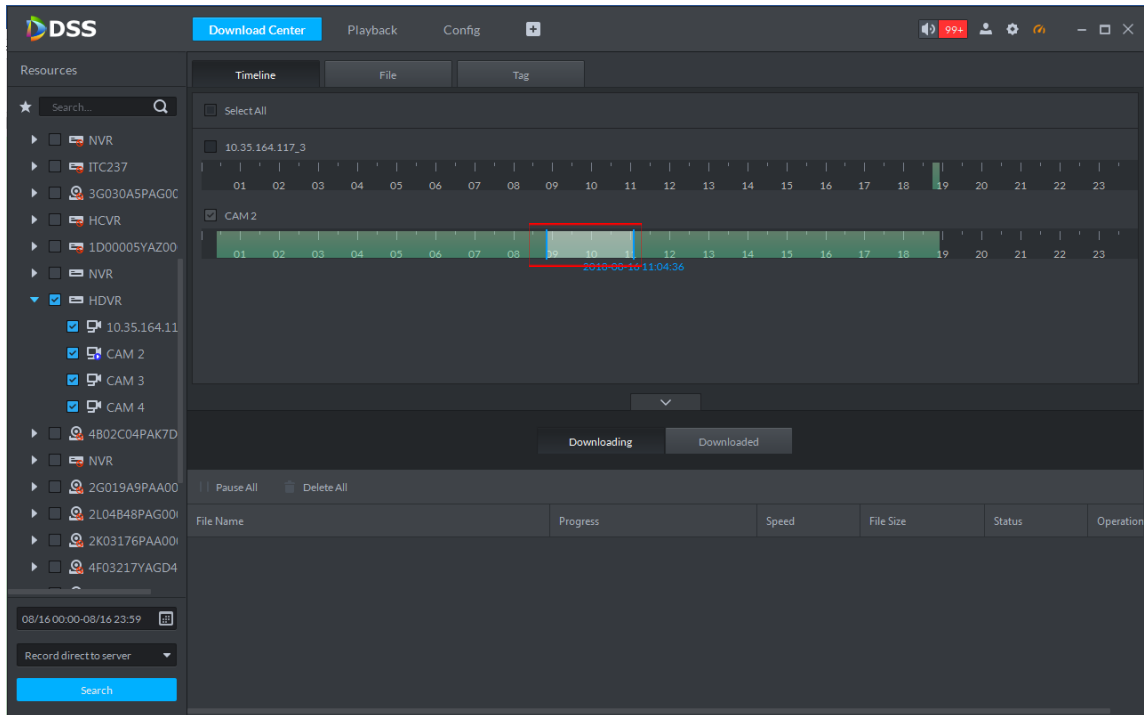 DSS
Download Center
Playback
Config
99+
Resources
Search...
NVR
ITC237
3G030A5PAG0C
HCVR
1D00005YAZ00
NVR
HDVR
10.35.164.11
CAM 2
CAM 3
CAM 4
4B02C04PAK7D
NVR
2G019A9PAA00
2L04B48PAG00
2K03176PAA00
4F03217YAGD4
08/16 00:00-08/16 23:59
Record direct to server
Search
Timeline File Tag
Select All
10.35.164.117_3
01 02 03 04 05 06 07 08 09 10 11 12 13 14 15 16 17 18 19 20 21 22 23
CAM 2
01 02 03 04 05 06 07 08 09 10 11 12 13 14 15 16 17 18 19 20 21 22 23
2018-08-16 11:04:36
Downloading Downloaded
Pause All Delete All
File Name Progress Speed File Size Status Operation